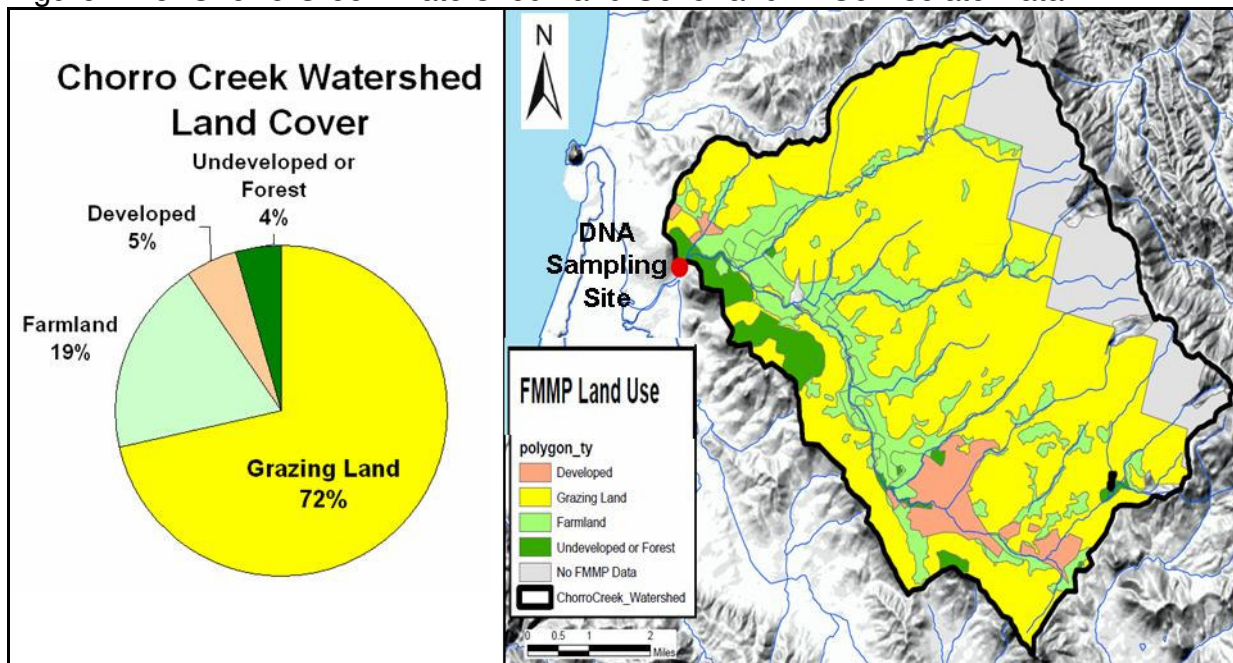 Chorro Creek Watershed
Land Cover
Undeveloped or
Forest
4%
Developed
5%
Farmland
19%
Grazing Land
72%
N
DNA
Sampling
Site
FMMP Land Use
polygon_ty
Developed
Grazing Land
Farmland
Undeveloped or Forest
No FMMP Data
ChorroCreek_Watershed
0 0.5 1 2
Miles